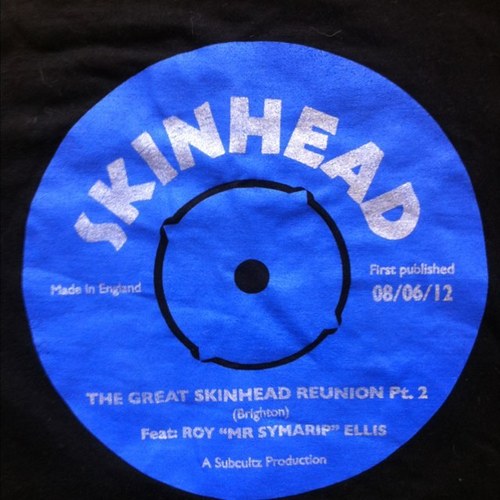 SKINHEAD
Made in England
First published
08/06/12
THE GREAT SKINHEAD REUNION Pt. 2
(Brighton)
Feat: ROY "MR SYMARIP" ELLIS
A Subcultz Production